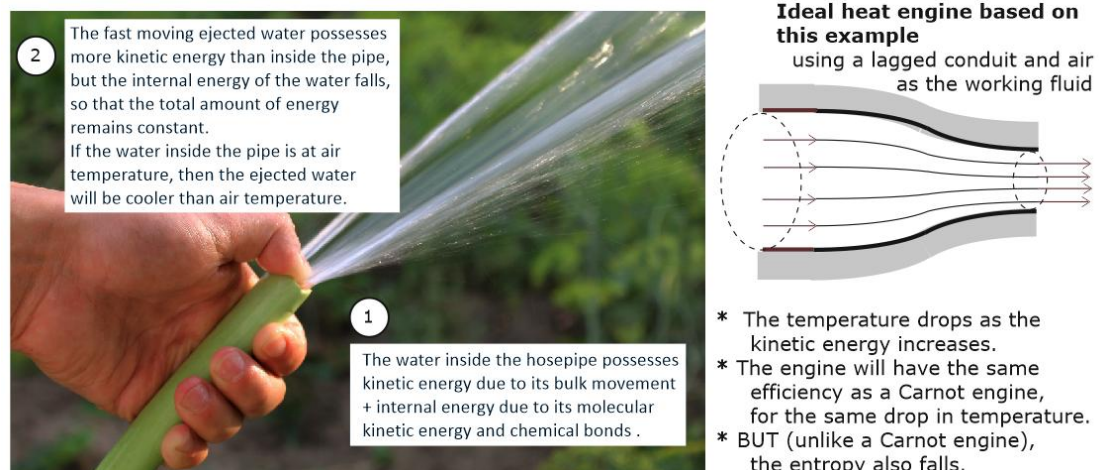 2
The fast moving ejected water possesses
more kinetic energy than inside the pipe,
but the internal energy of the water falls,
so that the total amount of energy
remains constant.
If the water inside the pipe is at air
temperature, then the ejected water
will be cooler than air temperature.
1
The water inside the hosepipe possesses
kinetic energy due to its bulk movement
+ internal energy due to its molecular
kinetic energy and chemical bonds .
Ideal heat engine based on
this example
using a lagged conduit and air
as the working fluid
* The temperature drops as the
kinetic energy increases.
* The engine will have the same
efficiency as a Carnot engine,
for the same drop in temperature.
* BUT (unlike a Carnot engine),
the entropy also falls.